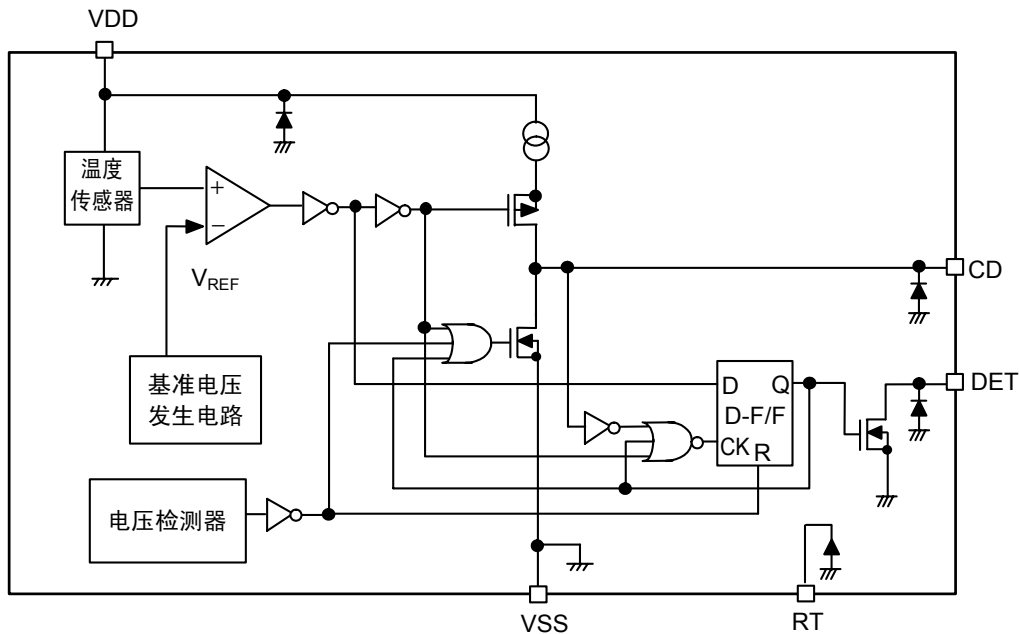 VDD
温度
传感器
+
−
VREF
CD
基准电压
发生电路
D Q
D-F/F
CK R
DET
电压检测器
VSS
RT